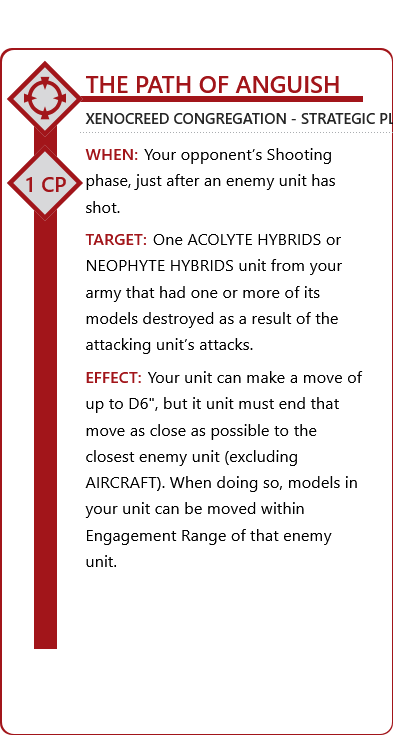 THE PATH OF ANGUISH
XENOCREED CONGREGATION - STRATEGIC
1 CP
WHEN: Your opponent’s Shooting
phase, just after an enemy unit has
shot.
TARGET: One ACOLYTE HYBRIDS or
NEOPHYTE HYBRIDS unit from your
army that had one or more of its
models destroyed as a result of the
attacking unit’s attacks.
EFFECT: Your unit can make a move of
up to D6", but it unit must end that
move as close as possible to the
closest enemy unit (excluding
AIRCRAFT). When doing so, models in
your unit can be moved within
Engagement Range of that enemy
unit.